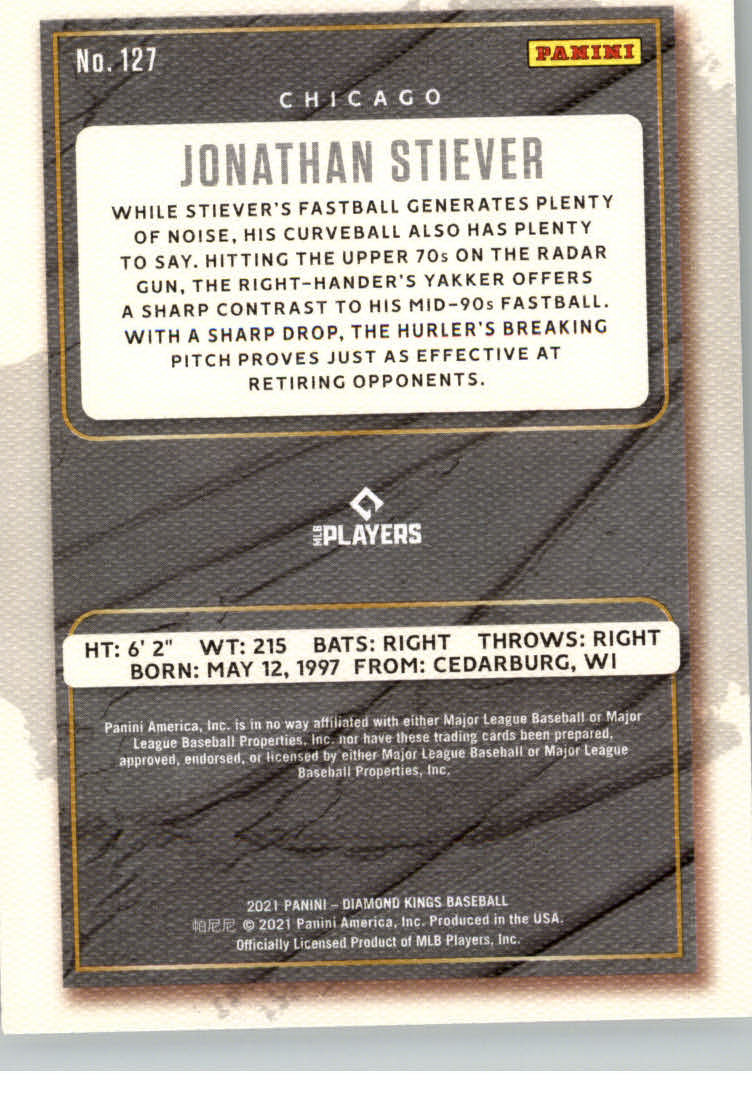 No. 127
PANINI
CHICAGO
JONATHAN STIEVER
WHILE STIEVER'S FASTBALL GENERATES PLENTY
OF NOISE, HIS CURVEBALL ALSO HAS PLENTY
TO SAY. HITTING THE UPPER 70s ON THE RADAR
GUN, THE RIGHT-HANDER'S YAKKER OFFERS
A SHARP CONTRAST TO HIS MID-90s FASTBALL.
WITH A SHARP DROP, THE HURLER'S BREAKING
PITCH PROVES JUST AS EFFECTIVE AT
RETIRING OPPONENTS.
MLB PLAYERS
HT: 6' 2" WT: 215 BATS: RIGHT THROWS: RIGHT
BORN: MAY 12, 1997 FROM: CEDARBURG, WI
Panini America, Inc. is in no way affiliated with either Major League Baseball or Major
League Baseball Properties, Inc. nor have these trading cards been prepared,
approved, endorsed, or licensed by either Major League Baseball or Major League
Baseball Properties, Inc.
2021 PANINI – DIAMOND KINGS BASEBALL
帕尼尼 © 2021 Panini America, Inc. Produced in the USA.
Officially Licensed Product of MLB Players, Inc.